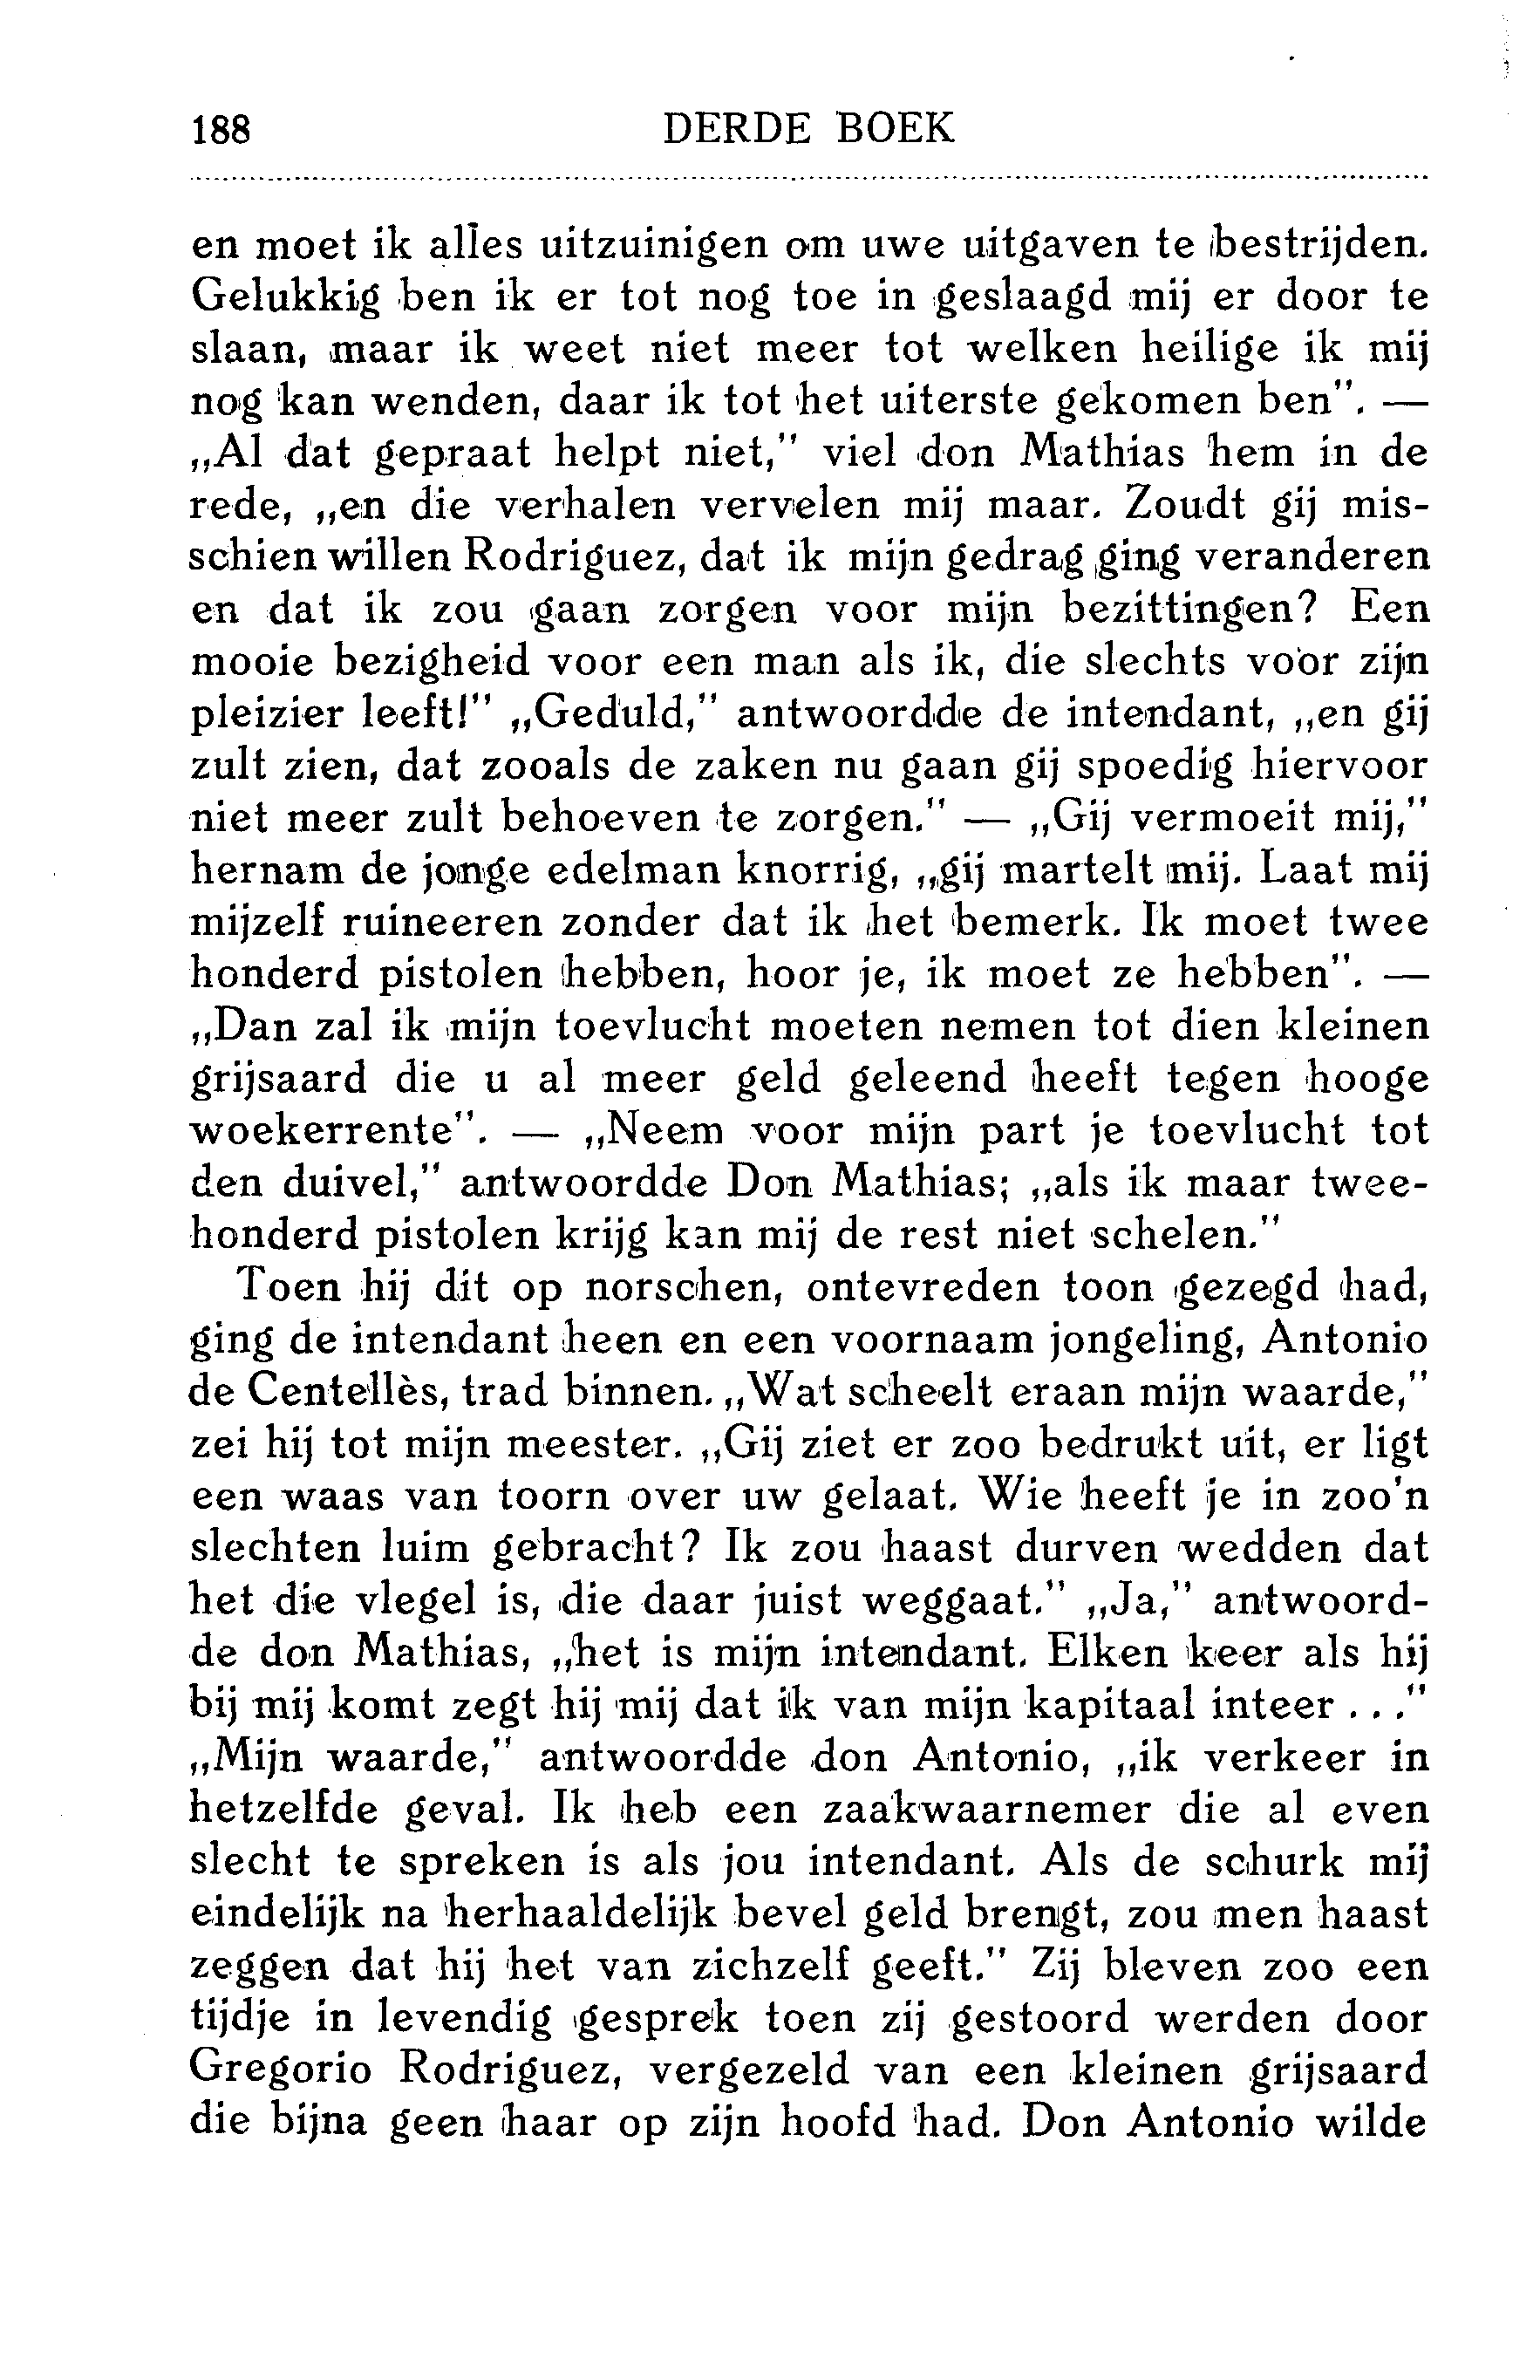 188 DERDE BOEK
en moet ik alles uitzuinigen om uwe uitgaven te bestrijden.
Gelukkig ben ik er tot nog toe in geslaagd mij er door te
slaan, maar ik weet niet meer tot welken heilige ik mij
nog kan wenden, daar ik tot het uiterste gekomen ben”. —
„Al dat gepraat helpt niet,” viel don Mathias hem in de
rede, „en die verhalen vervelen mij maar. Zoudt gij mis-
schien willen Rodriguez, dat ik mijn gedrag ging veranderen
en dat ik zou gaan zorgen voor mijn bezittingen? Een
mooie bezigheid voor een man als ik, die slechts voor zijn
pleizier leeft!” „Geduld,” antwoordde de intendant, „en gij
zult zien, dat zooals de zaken nu gaan gij spoedig hiervoor
niet meer zult behoeven te zorgen.” — „Gij vermoeit mij,”
hernam de jonge edelman knorrig, „gij martelt mij. Laat mij
mijzelf ruineeren zonder dat ik het bemerk. Ik moet twee
honderd pistolen hebben, hoor je, ik moet ze hebben”. —
„Dan zal ik mijn toevlucht moeten nemen tot dien kleinen
grijsaard die u al meer geld geleend heeft tegen hooge
woekerrente”. — „Neem voor mijn part je toevlucht tot
den duivel,” antwoordde Don Mathias; „als ik maar twee-
honderd pistolen krijg kan mij de rest niet schelen.”
Toen hij dit op norschen, ontevreden toon gezegd had,
ging de intendant heen en een voornaam jongeling, Antonio
de Centellès, trad binnen. „Wat scheelt eraan mijn waarde,”
zei hij tot mijn meester. „Gij ziet er zoo bedrukt uit, er ligt
een waas van toorn over uw gelaat. Wie heeft je in zoo'n
slechten luim gebracht? Ik zou haast durven wedden dat
het die vlegel is, die daar juist weggaat.” „Ja,” antwoord-
de don Mathias, „het is mijn intendant. Elken keer als hij
bij mij komt zegt hij mij dat ik van mijn kapitaal inteer . . .”
„Mijn waarde,” antwoordde don Antonio, „ik verkeer in
hetzelfde geval. Ik heb een zaakwaarnemer die al even
slecht te spreken is als jou intendant. Als de schurk mij
eindelijk na herhaaldelijk bevel geld brengt, zou men haast
zeggen dat hij het van zichzelf geeft.” Zij bleven zoo een
tijdje in levendig gesprek toen zij gestoord werden door
Gregorio Rodriguez, vergezeld van een kleinen grijsaard
die bijna geen haar op zijn hoofd had. Don Antonio wilde